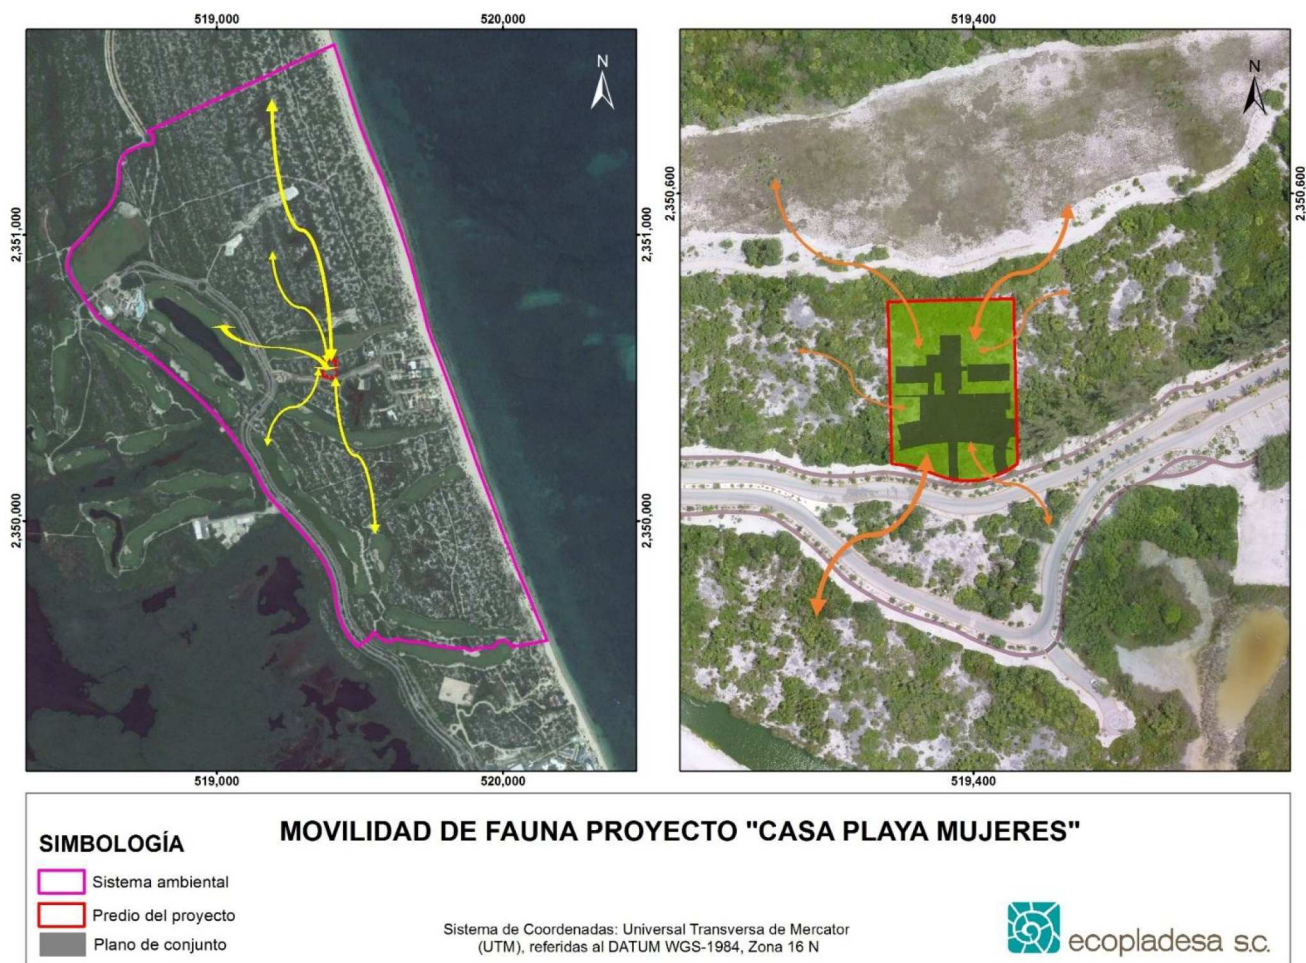 519,000
520,000
519,400
N
N
2,351,000
2,351,000
2,350,600
2,350,600
2,350,000
2,350,000
519,000
520,000
519,400
MOVILIDAD DE FAUNA PROYECTO "CASA PLAYA MUJERES"
SIMBOLOGÍA
Sistema ambiental
Predio del proyecto
Plano de conjunto
Sistema de Coordenadas: Universal Transversa de Mercator
(UTM), referidas al DATUM WGS-1984, Zona 16 N
ecopladesa s.c.